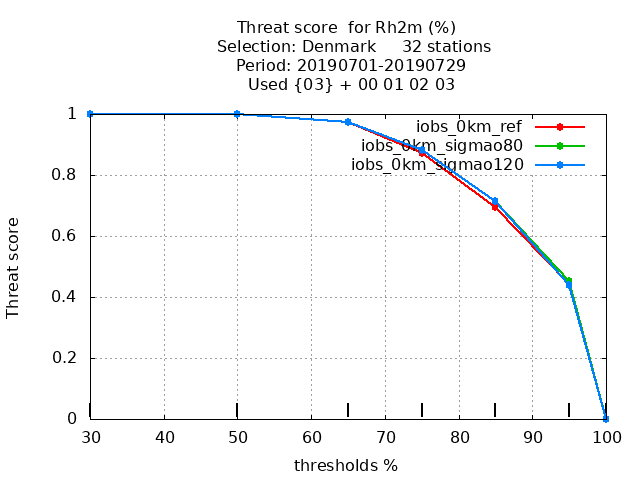 Threat score  for Rh2m (%)
Selection: Denmark     32 stations
Period: 20190701-20190729
Used {03} + 00 01 02 03
iobs_0km_ref
iobs_0km_sigmao80
iobs_0km_sigmao120
Threat score
1
0.8
0.6
0.4
0.2
0
30 40 50 60 70 80 90 100
thresholds %